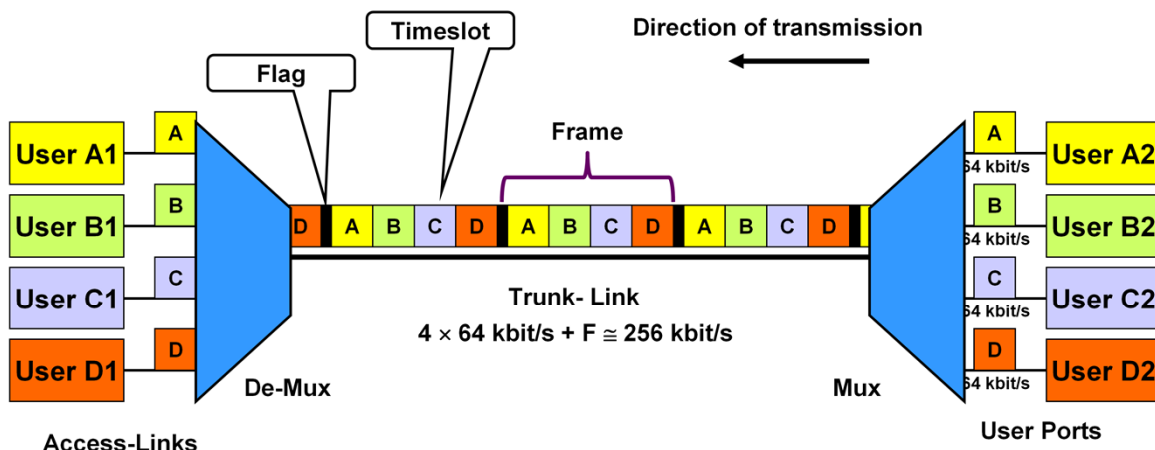 Timeslot
Direction of transmission
Flag
Frame
User A1
A
A
64 kbit/s
User A2
User B1
B
B
64 kbit/s
User B2
D A B C D A B C D A B C D
User C1
C
C
64 kbit/s
User C2
Trunk- Link
4 × 64 kbit/s + F ≅ 256 kbit/s
User D1
D
D
64 kbit/s
User D2
De-Mux
Mux
Access-Links
User Ports